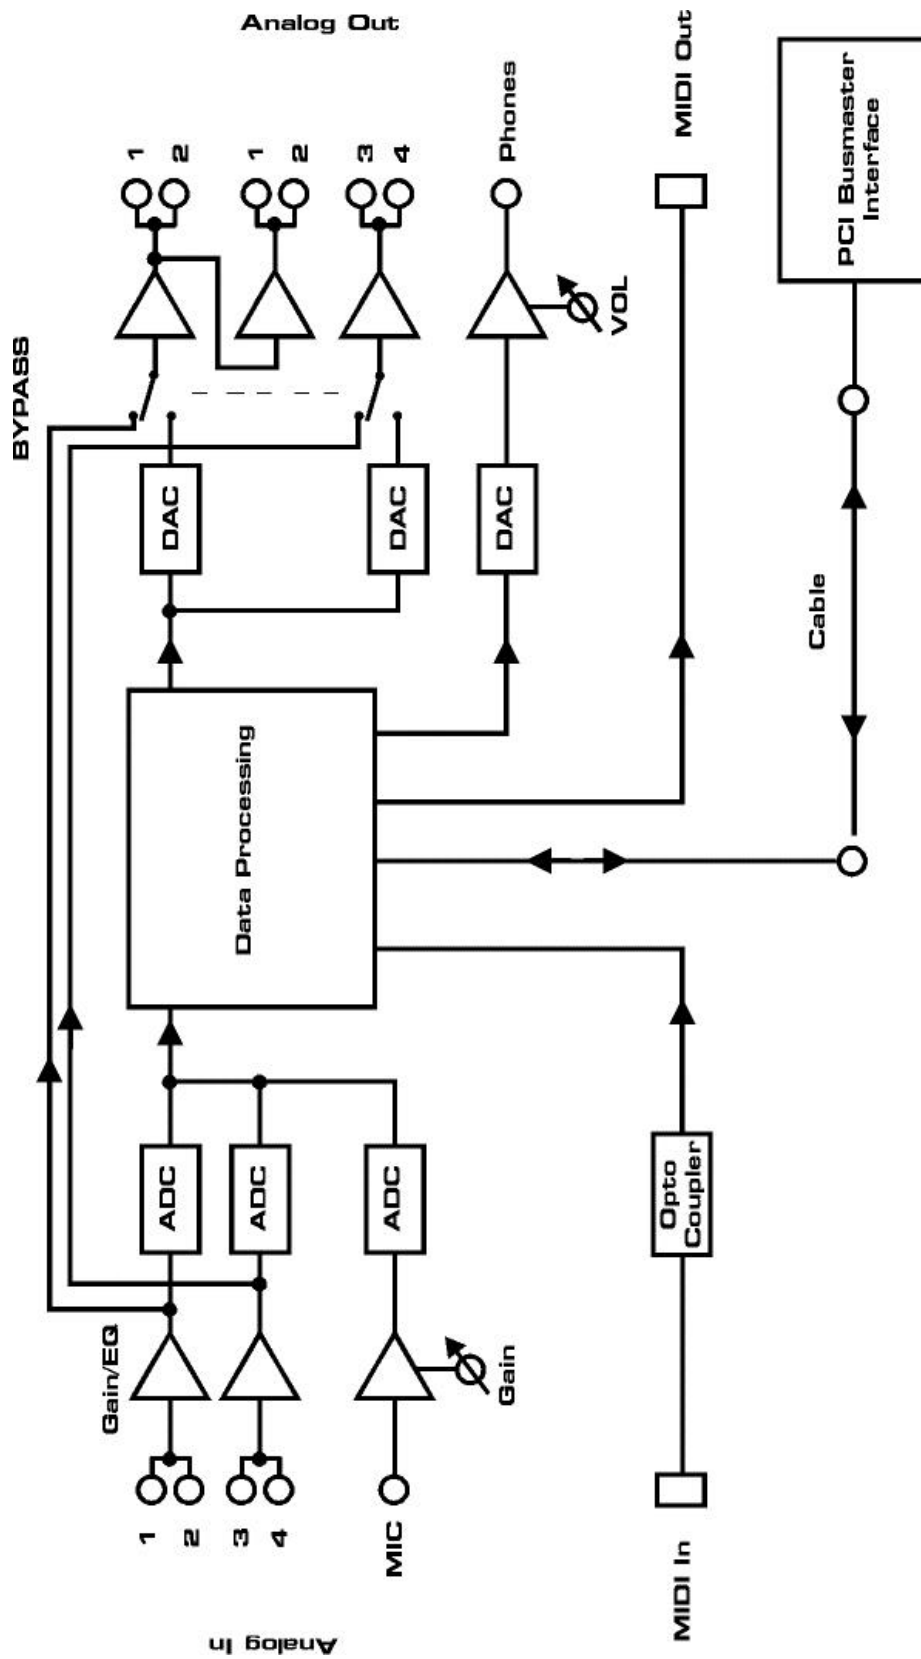 Analog In
1
2
3
4
MIC
MIDI In
Gain/EQ
Gain
ADC
ADC
ADC
Opto
Coupler
Data Processing
Cable
DAC
DAC
DAC
BYPASS
VOL
1
2
1
2
3
4
Phones
Analog Out
MIDI Out
PCI Busmaster
Interface